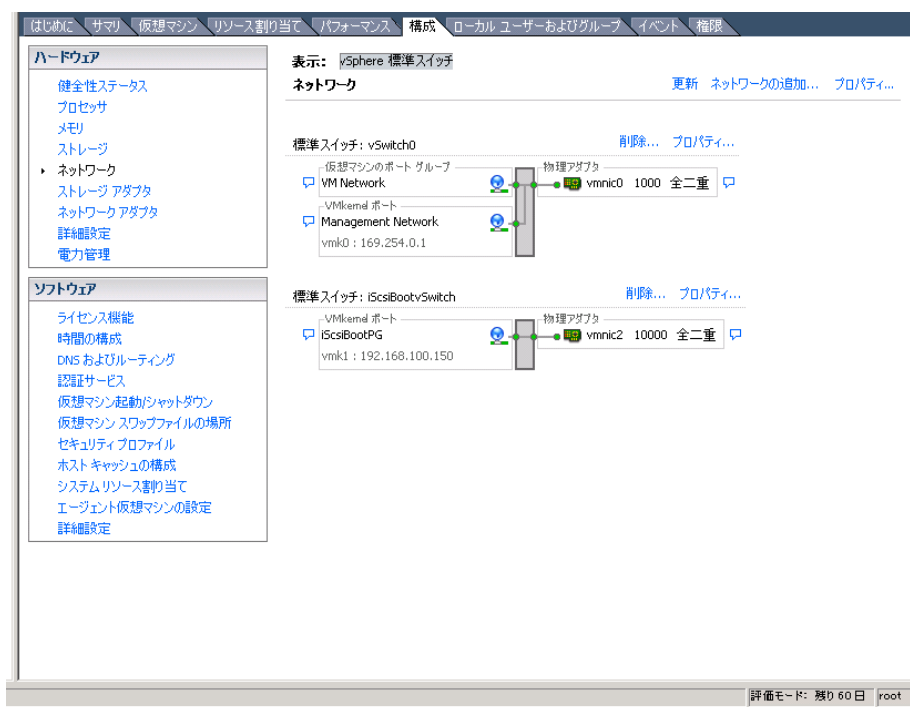 はじめに サマリ 仮想マシン リソース割り当て パフォーマンス 構成 ローカル ユーザーおよびグループ イベント 権限
ハードウェア
健全性ステータス
プロセッサ
メモリ
ストレージ
ネットワーク
ストレージ アダプタ
ネットワーク アダプタ
詳細設定
電力管理
ソフトウェア
ライセンス機能
時間の構成
DNS およびルーティング
認証サービス
仮想マシン起動/シャットダウン
仮想マシン スワップファイルの場所
セキュリティ プロファイル
ホスト キャッシュの構成
システム リソース割り当て
エージェント仮想マシンの設定
詳細設定
表示: vSphere 標準スイッチ
ネットワーク 更新 ネットワークの追加... プロパティ...
標準スイッチ: vSwitch0 削除... プロパティ...
仮想マシンのポート グループ 物理アダプタ
VM Network vmnic0 1000 全二重
VMkernel ポート
Management Network
vmk0 : 169.254.0.1
標準スイッチ: iScsiBootvSwitch 削除... プロパティ...
VMkernel ポート 物理アダプタ
iScsiBootPG vmnic2 10000 全二重
vmk1 : 192.168.100.150
評価モード: 残り 60 日 root